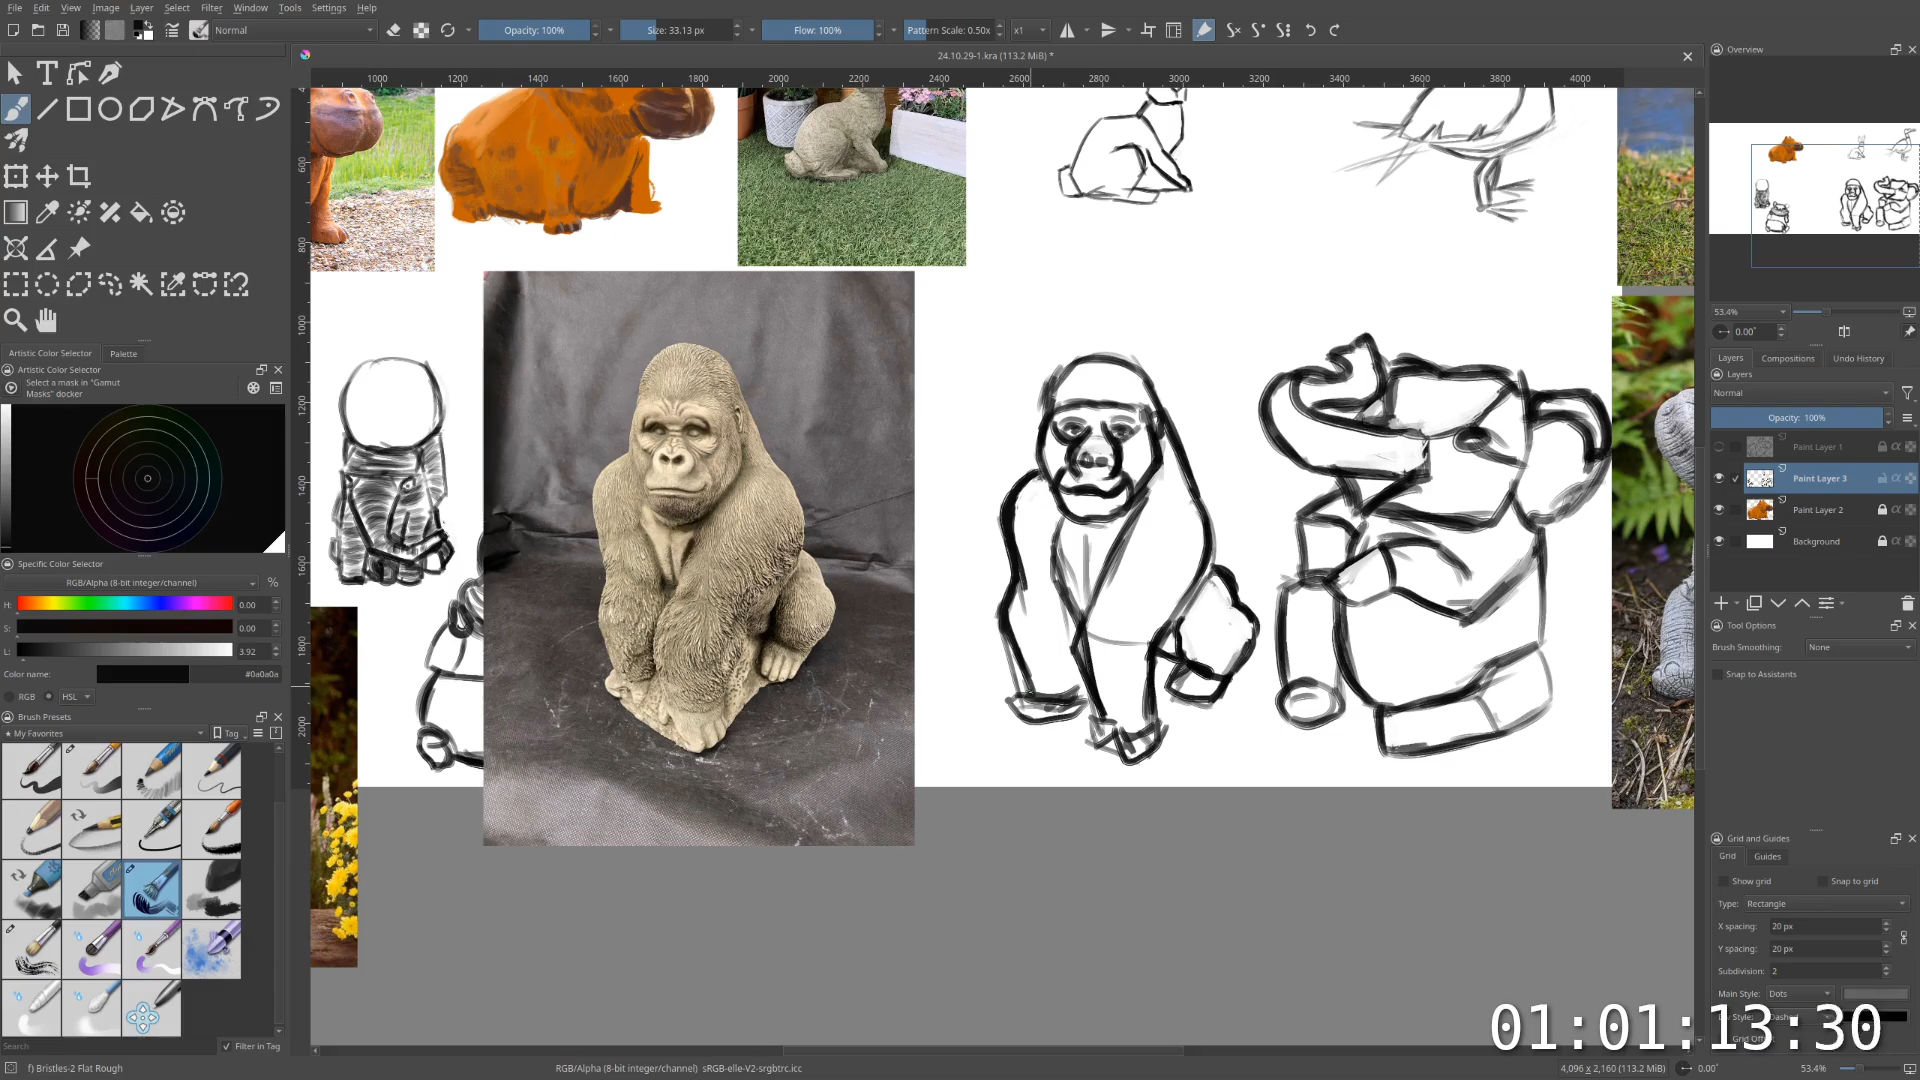 File Edit View Image Layer Select Filter Window Tools Settings Help
Normal Opacity: 100% Size: 33.13 px Flow: 100% Pattern Scale: 0.50x x1
24.10.29-1.kra (113.2 MiB) *
1000 1200 1400 1600 1800 2000 2200 2400 2600 2800 3000 3200 3400 3600 3800 4000
600
800
1000
1200
1400
1600
1800
2000
Artistic Color Selector Palette
Artistic Color Selector
Select a mask in "Gamut
Masks" docker
Specific Color Selector
RGB/Alpha (8-bit integer/channel) %
H: 0.00
S: 0.00
L: 3.92
Color name: #0a0a0a
RGB HSL
Brush Presets
★ My Favorites Tag
Search Filter in Tag
f) Bristles-2 Flat Rough
RGB/Alpha (8-bit integer/channel) sRGB-elle-V2-srgbtrc.icc
4,096 x 2,160 (113.2 MiB) 0.00° 53.4%
Overview
53.4%
0.00°
Layers Compositions Undo History
Layers
Normal
Opacity: 100%
Paint Layer 1
Paint Layer 3
Paint Layer 2
Background
Tool Options
Brush Smoothing: None
Snap to Assistants
Grid and Guides
Grid Guides
Show grid Snap to grid
Type: Rectangle
X spacing: 20 px
Y spacing: 20 px
Subdivision: 2
Main Style: Dots
01:01:13:30